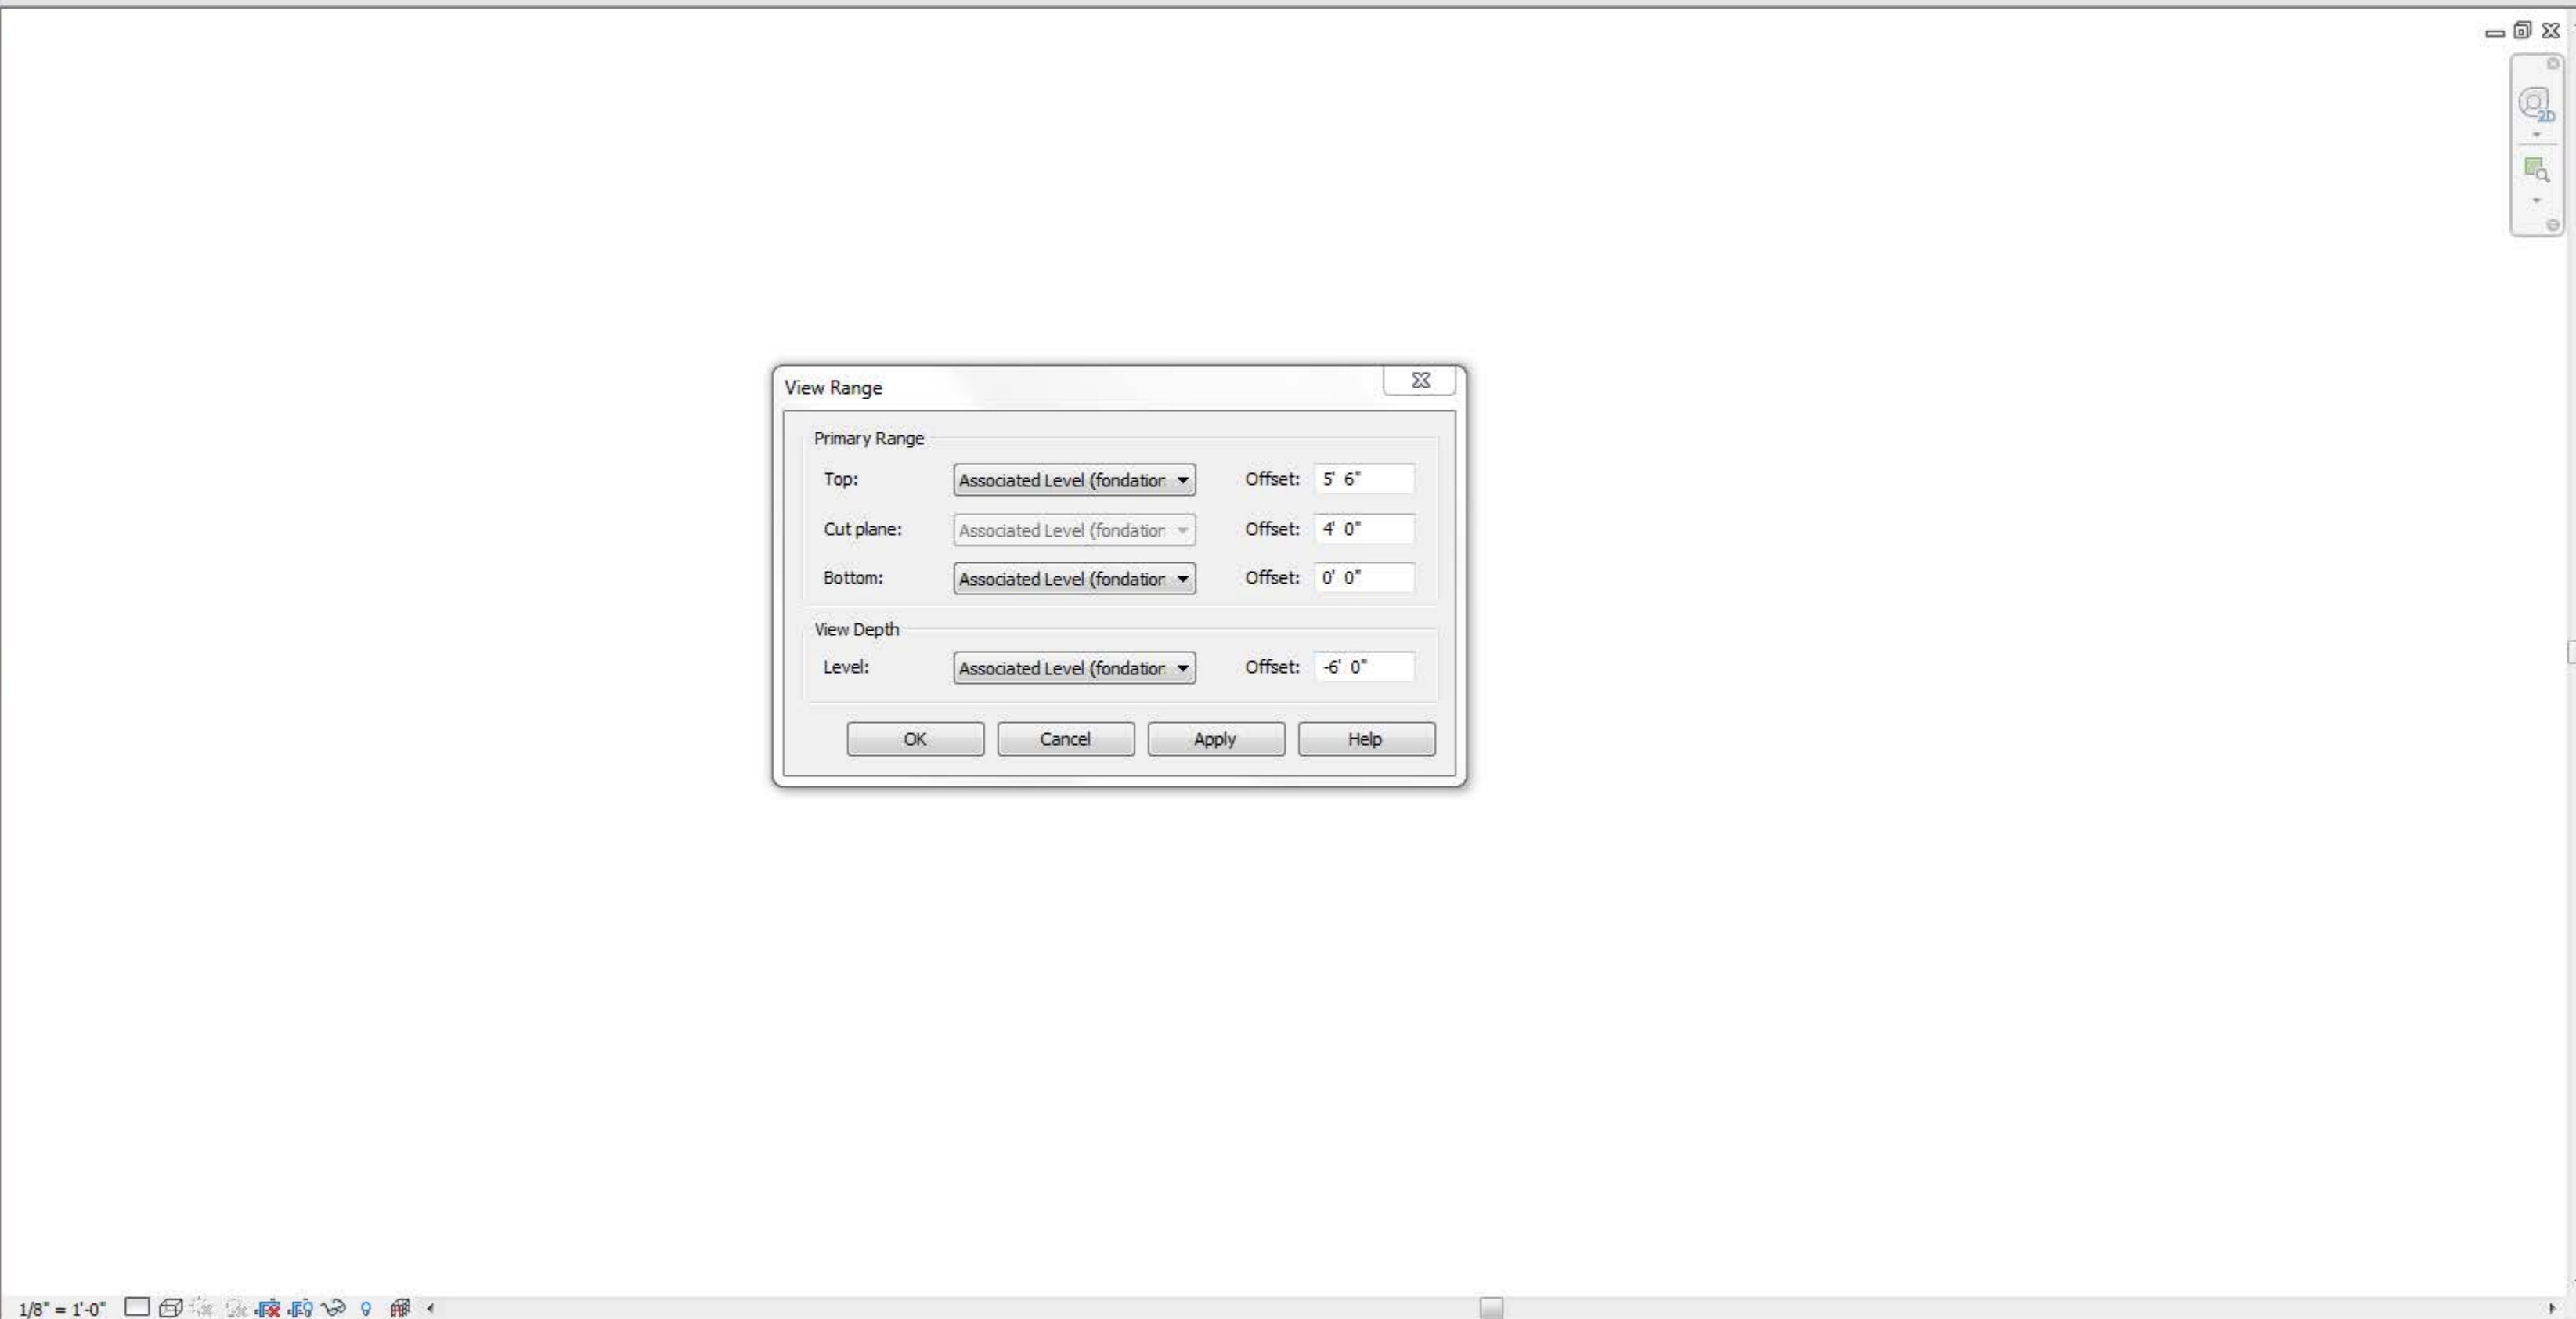 2D
View Range
Primary Range
Top: Associated Level (fondation Offset: 5' 6"
Cut plane: Associated Level (fondation Offset: 4' 0"
Bottom: Associated Level (fondation Offset: 0' 0"
View Depth
Level: Associated Level (fondation Offset: -6' 0"
OK Cancel Apply Help
1/8" = 1'-0"